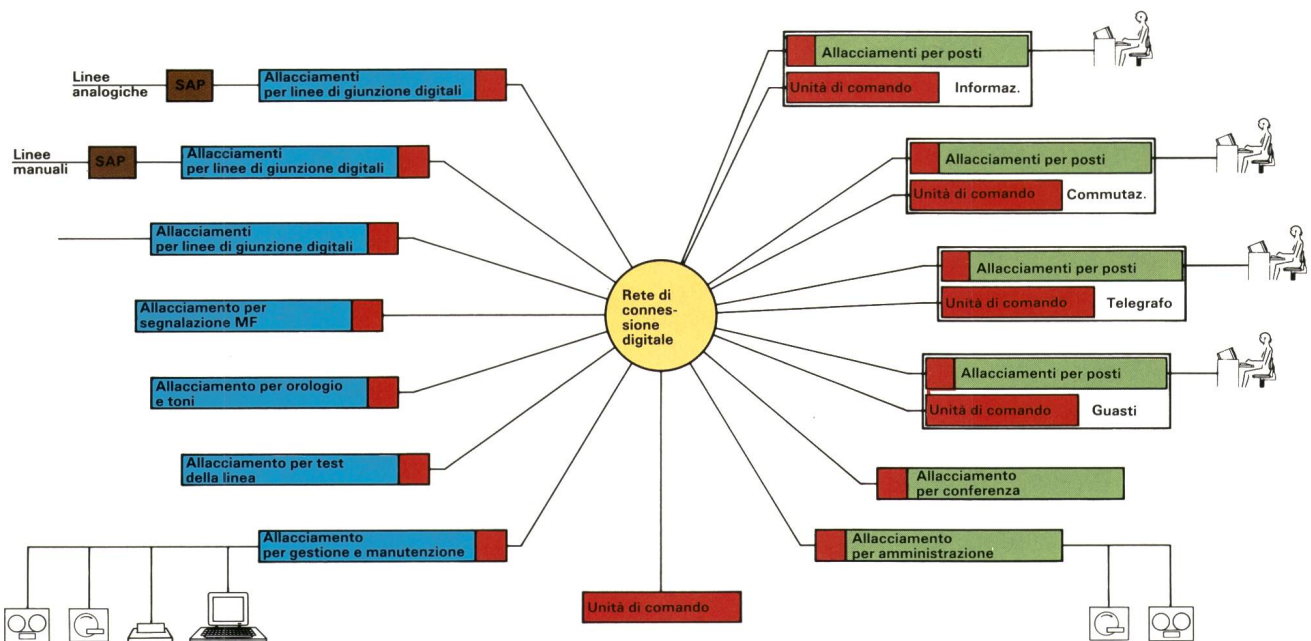 Linee
analogiche
SAP
Allacciamenti
per linee di giunzione digitali
Linee
manuali
SAP
Allacciamenti
per linee di giunzione digitali
Allacciamenti
per linee di giunzione digitali
Allacciamento per
segnalazione MF
Allacciamento per orologio
e toni
Allacciamento per test
della linea
Allacciamento
per gestione e manutenzione
Rete di
connes-
sione
digitale
Unità di comando
Allacciamenti per posti
Unità di comando
Informaz.
Allacciamenti per posti
Unità di comando
Commutaz.
Allacciamenti per posti
Unità di comando
Telegrafo
Allacciamenti per posti
Unità di comando
Guasti
Allacciamento
per conferenza
Allacciamento
per amministrazione